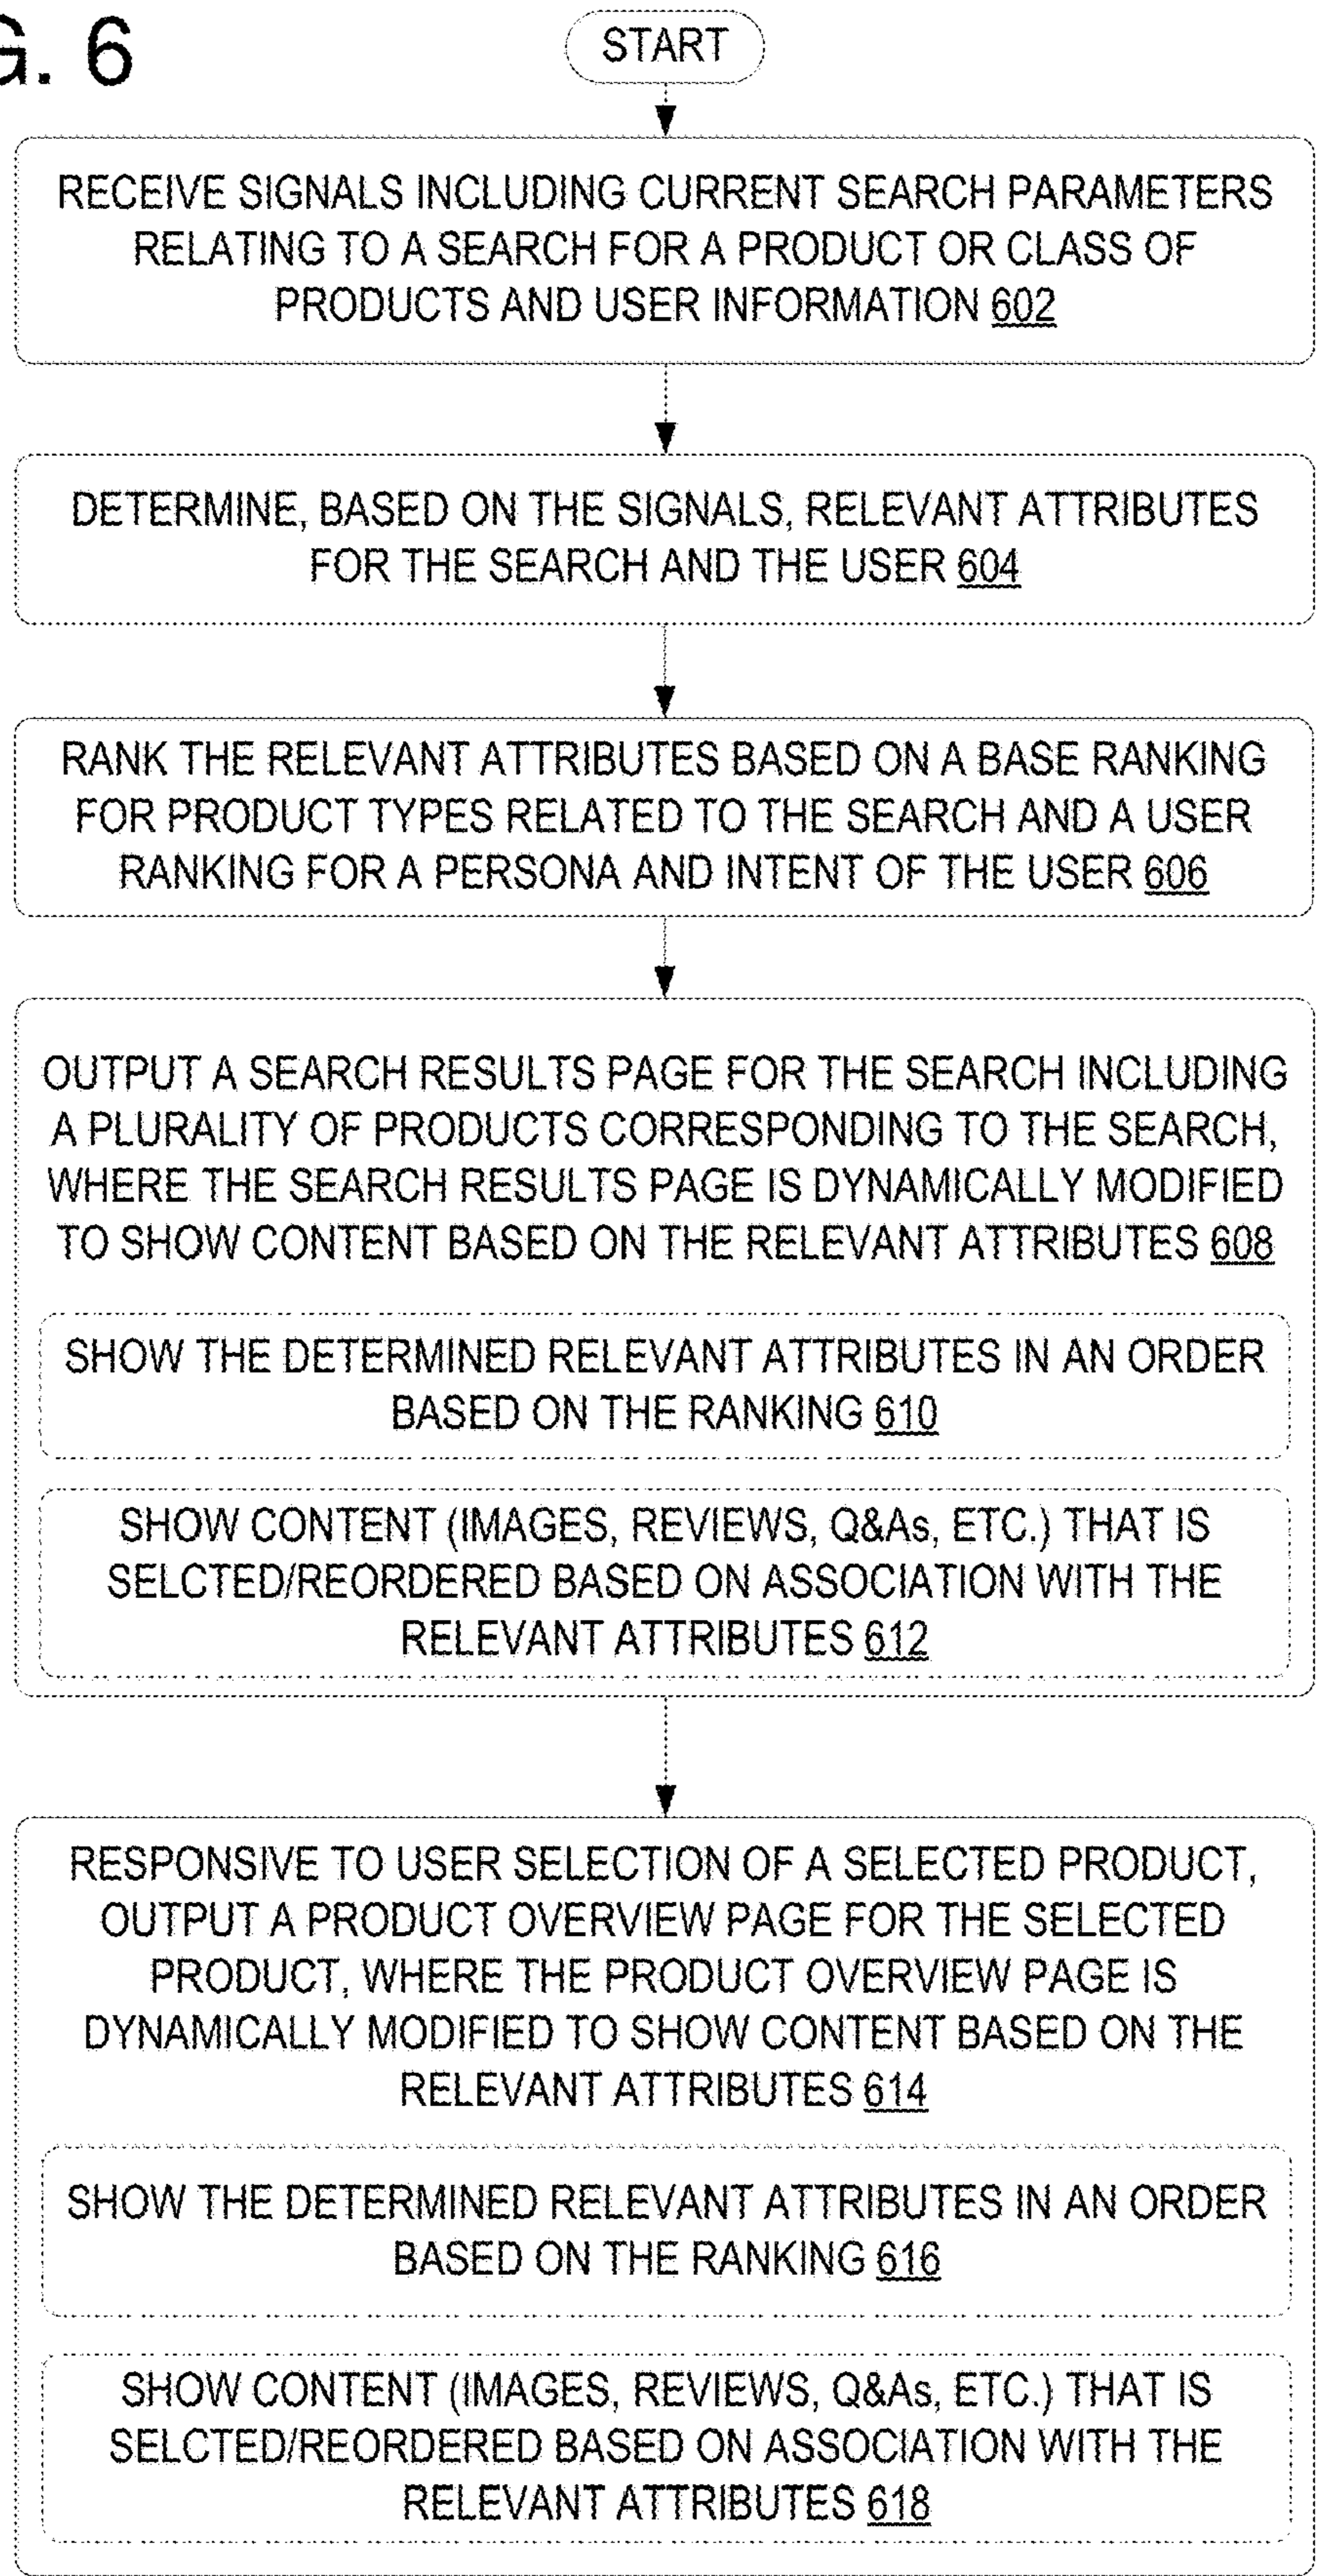 G. 6
START
RECEIVE SIGNALS INCLUDING CURRENT SEARCH PARAMETERS
RELATING TO A SEARCH FOR A PRODUCT OR CLASS OF
PRODUCTS AND USER INFORMATION 602
DETERMINE, BASED ON THE SIGNALS, RELEVANT ATTRIBUTES
FOR THE SEARCH AND THE USER 604
RANK THE RELEVANT ATTRIBUTES BASED ON A BASE RANKING
FOR PRODUCT TYPES RELATED TO THE SEARCH AND A USER
RANKING FOR A PERSONA AND INTENT OF THE USER 606
OUTPUT A SEARCH RESULTS PAGE FOR THE SEARCH INCLUDING
A PLURALITY OF PRODUCTS CORRESPONDING TO THE SEARCH,
WHERE THE SEARCH RESULTS PAGE IS DYNAMICALLY MODIFIED
TO SHOW CONTENT BASED ON THE RELEVANT ATTRIBUTES 608
SHOW THE DETERMINED RELEVANT ATTRIBUTES IN AN ORDER
BASED ON THE RANKING 610
SHOW CONTENT (IMAGES, REVIEWS, Q&As, ETC.) THAT IS
SELCTED/REORDERED BASED ON ASSOCIATION WITH THE
RELEVANT ATTRIBUTES 612
RESPONSIVE TO USER SELECTION OF A SELECTED PRODUCT,
OUTPUT A PRODUCT OVERVIEW PAGE FOR THE SELECTED
PRODUCT, WHERE THE PRODUCT OVERVIEW PAGE IS
DYNAMICALLY MODIFIED TO SHOW CONTENT BASED ON THE
RELEVANT ATTRIBUTES 614
SHOW THE DETERMINED RELEVANT ATTRIBUTES IN AN ORDER
BASED ON THE RANKING 616
SHOW CONTENT (IMAGES, REVIEWS, Q&As, ETC.) THAT IS
SELCTED/REORDERED BASED ON ASSOCIATION WITH THE
RELEVANT ATTRIBUTES 618